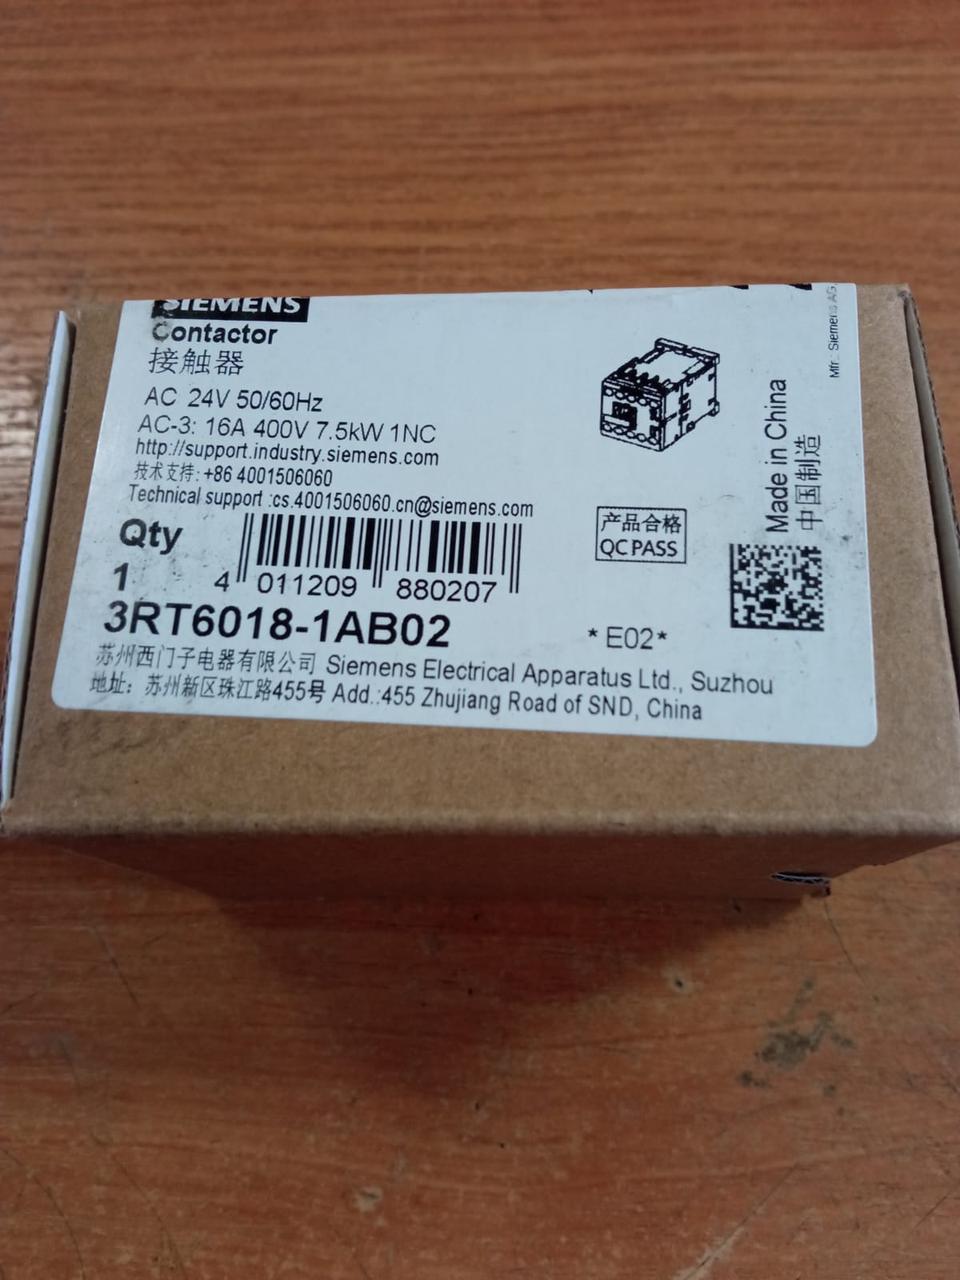 SIEMENS
Contactor
接触器
AC 24V 50/60Hz
AC-3: 16A 400V 7.5kW 1NC
http://support.industry.siemens.com
技术支持: +86 4001506060
Technical support :cs.4001506060.cn@siemens.com
Qty
1
4 011209 880207
3RT6018-1AB02
产品合格
QC PASS
*E02*
Made in China
中国制造
Mfr.: Siemens AG,
苏州西门子电器有限公司 Siemens Electrical Apparatus Ltd., Suzhou
地址: 苏州新区珠江路455号 Add.:455 Zhujiang Road of SND, China